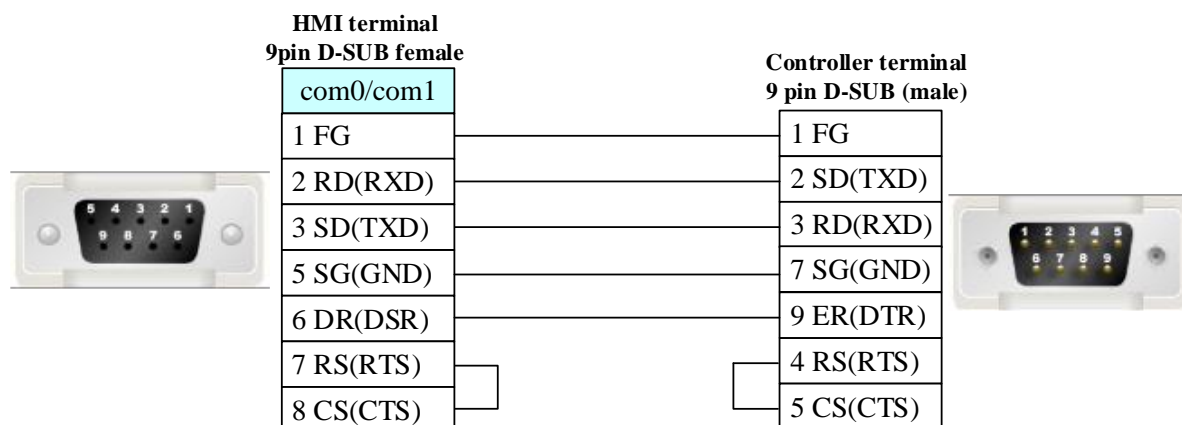 HMI terminal
9pin D-SUB female
com0/com1
1 FG
2 RD(RXD)
3 SD(TXD)
5 SG(GND)
6 DR(DSR)
7 RS(RTS)
8 CS(CTS)
Controller terminal
9 pin D-SUB (male)
1 FG
2 SD(TXD)
3 RD(RXD)
7 SG(GND)
9 ER(DTR)
4 RS(RTS)
5 CS(CTS)
5 4 3 2 1
9 8 7 6
1 2 3 4 5
6 7 8 9